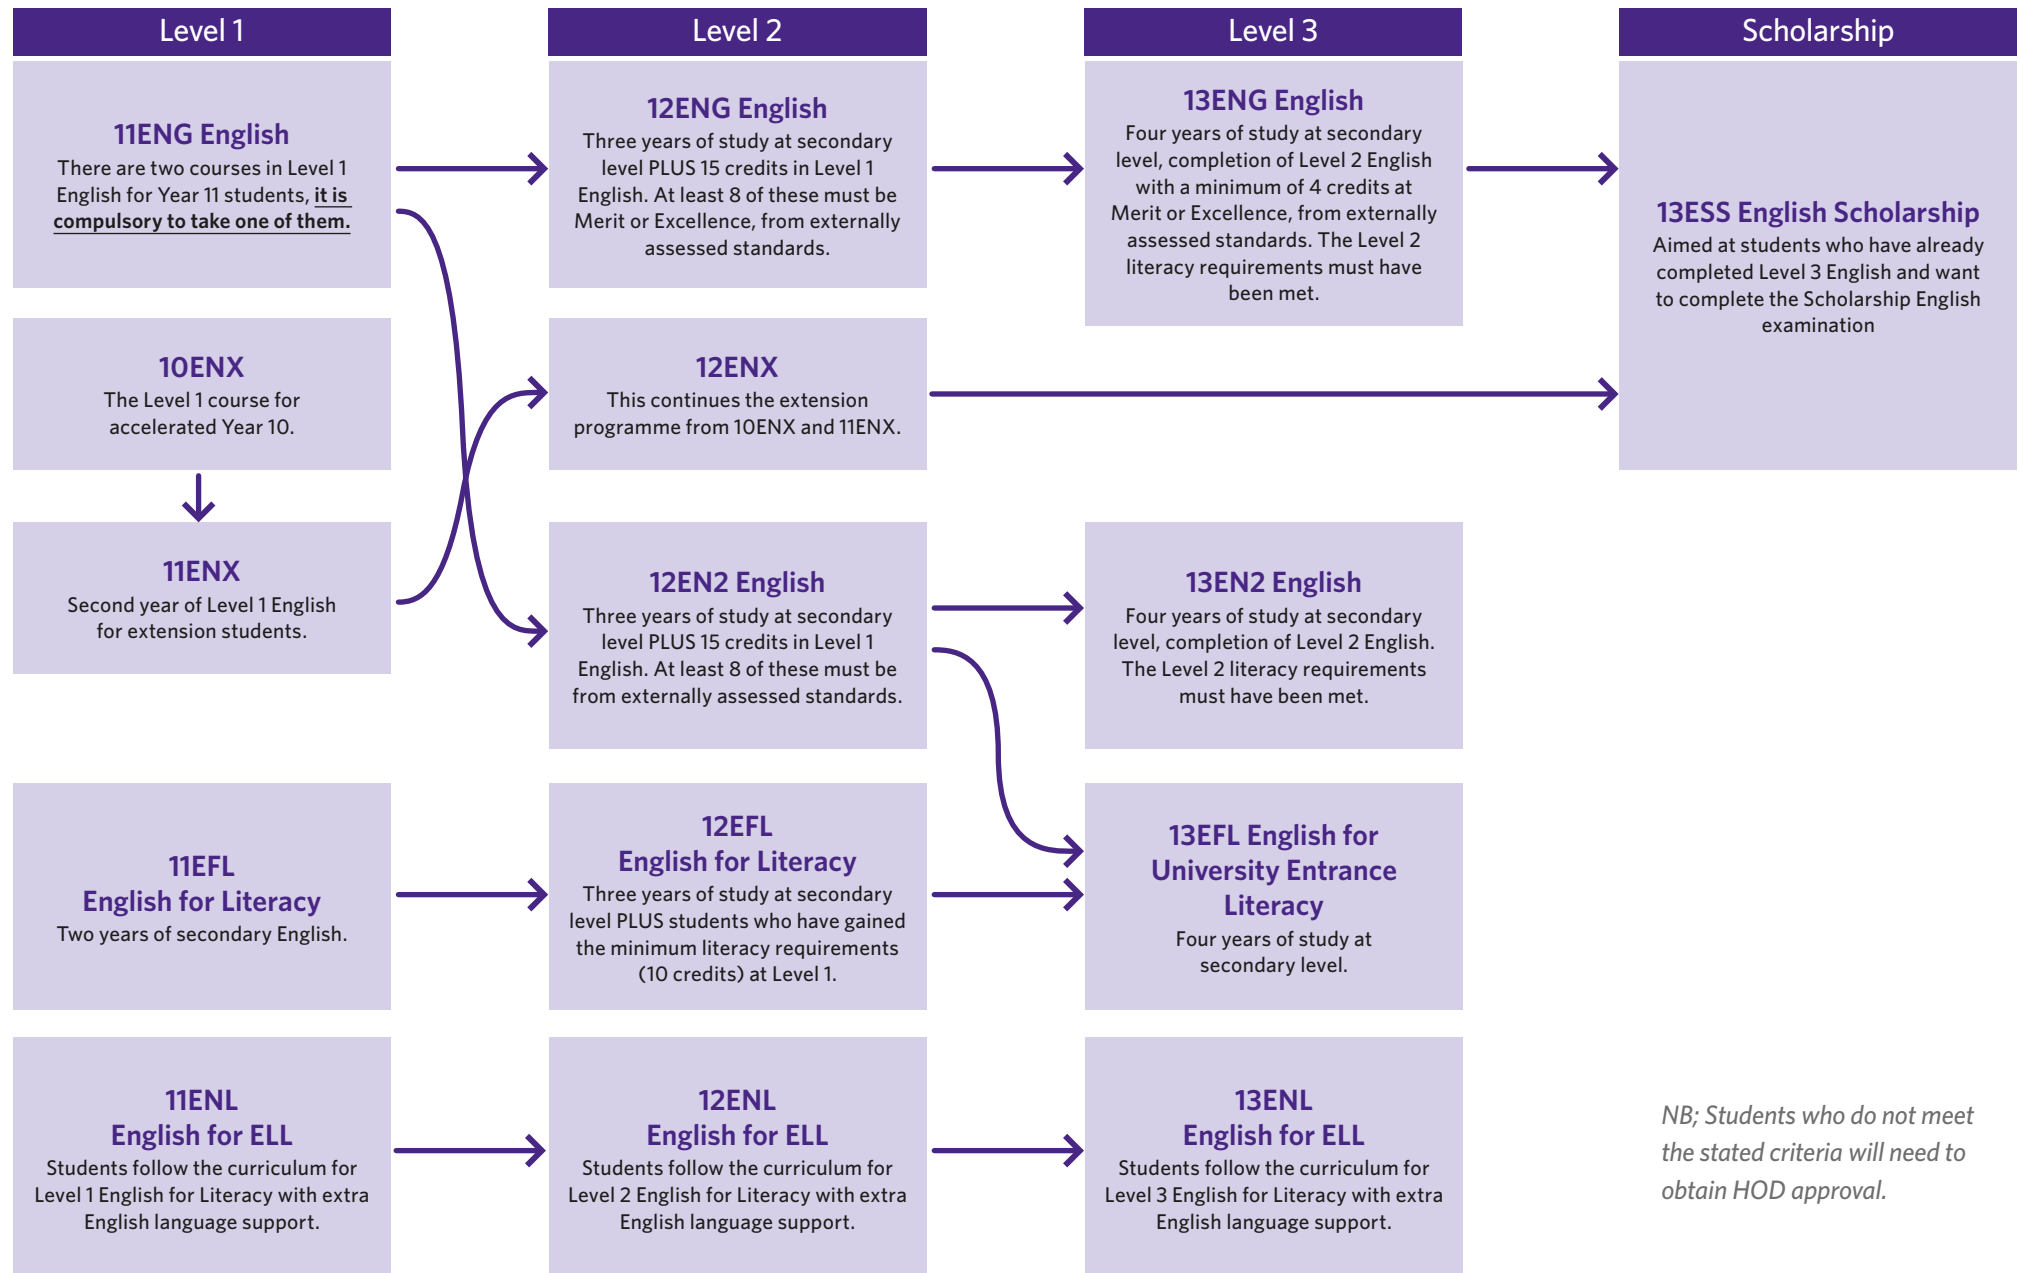 Level 1
Level 2
Level 3
Scholarship
11ENG English
There are two courses in Level 1
English for Year 11 students, it is
compulsory to take one of them.
12ENG English
Three years of study at secondary
level PLUS 15 credits in Level 1
English. At least 8 of these must be
Merit or Excellence, from externally
assessed standards.
13ENG English
Four years of study at secondary
level, completion of Level 2 English
with a minimum of 4 credits at
Merit or Excellence, from externally
assessed standards. The Level 2
literacy requirements must have
been met.
13ESS English Scholarship
Aimed at students who have already
completed Level 3 English and want
to complete the Scholarship English
examination
10ENX
The Level 1 course for
accelerated Year 10.
12ENX
This continues the extension
programme from 10ENX and 11ENX.
11ENX
Second year of Level 1 English
for extension students.
12EN2 English
Three years of study at secondary
level PLUS 15 credits in Level 1
English. At least 8 of these must be
from externally assessed standards.
13EN2 English
Four years of study at secondary
level, completion of Level 2 English.
The Level 2 literacy requirements
must have been met.
11EFL
English for Literacy
Two years of secondary English.
12EFL
English for Literacy
Three years of study at secondary
level PLUS students who have gained
the minimum literacy requirements
(10 credits) at Level 1.
13EFL English for
University Entrance
Literacy
Four years of study at
secondary level.
11ENL
English for ELL
Students follow the curriculum for
Level 1 English for Literacy with extra
English language support.
12ENL
English for ELL
Students follow the curriculum for
Level 2 English for Literacy with extra
English language support.
13ENL
English for ELL
Students follow the curriculum for
Level 3 English for Literacy with extra
English language support.
NB; Students who do not meet
the stated criteria will need to
obtain HOD approval.